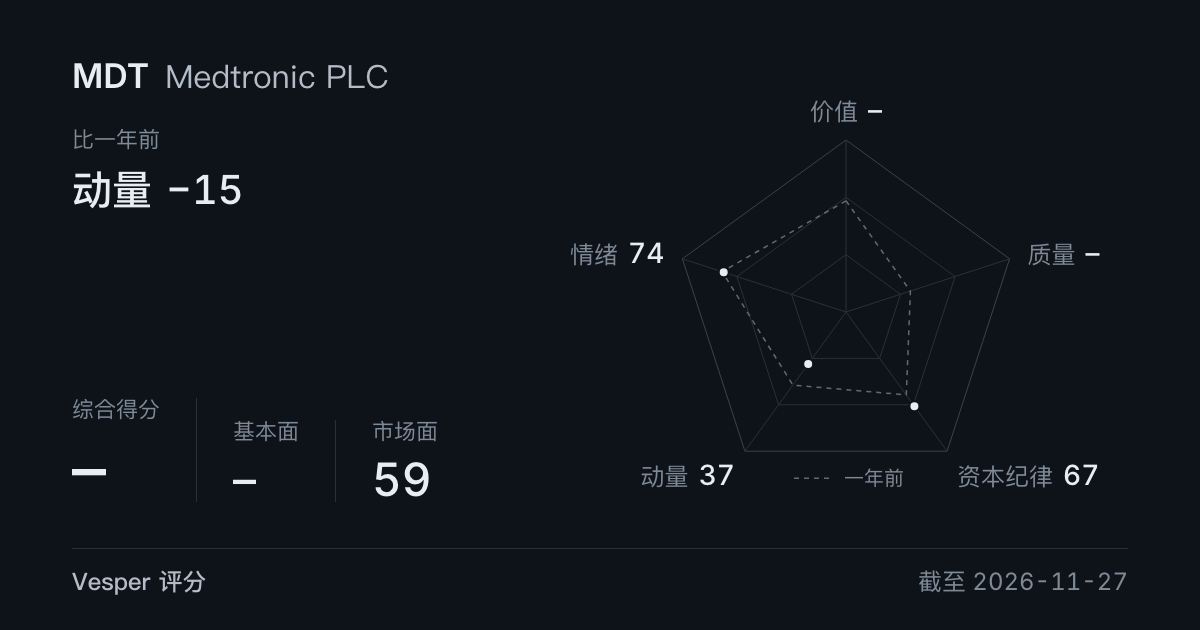 MDT Medtronic PLC
比一年前
动量 −15
价值 –
情绪 74
质量 –
动量 37
一年前
资本纪律 67
综合得分
—
基本面
–
市场面
59
Vesper 评分
截至 2026-11-27